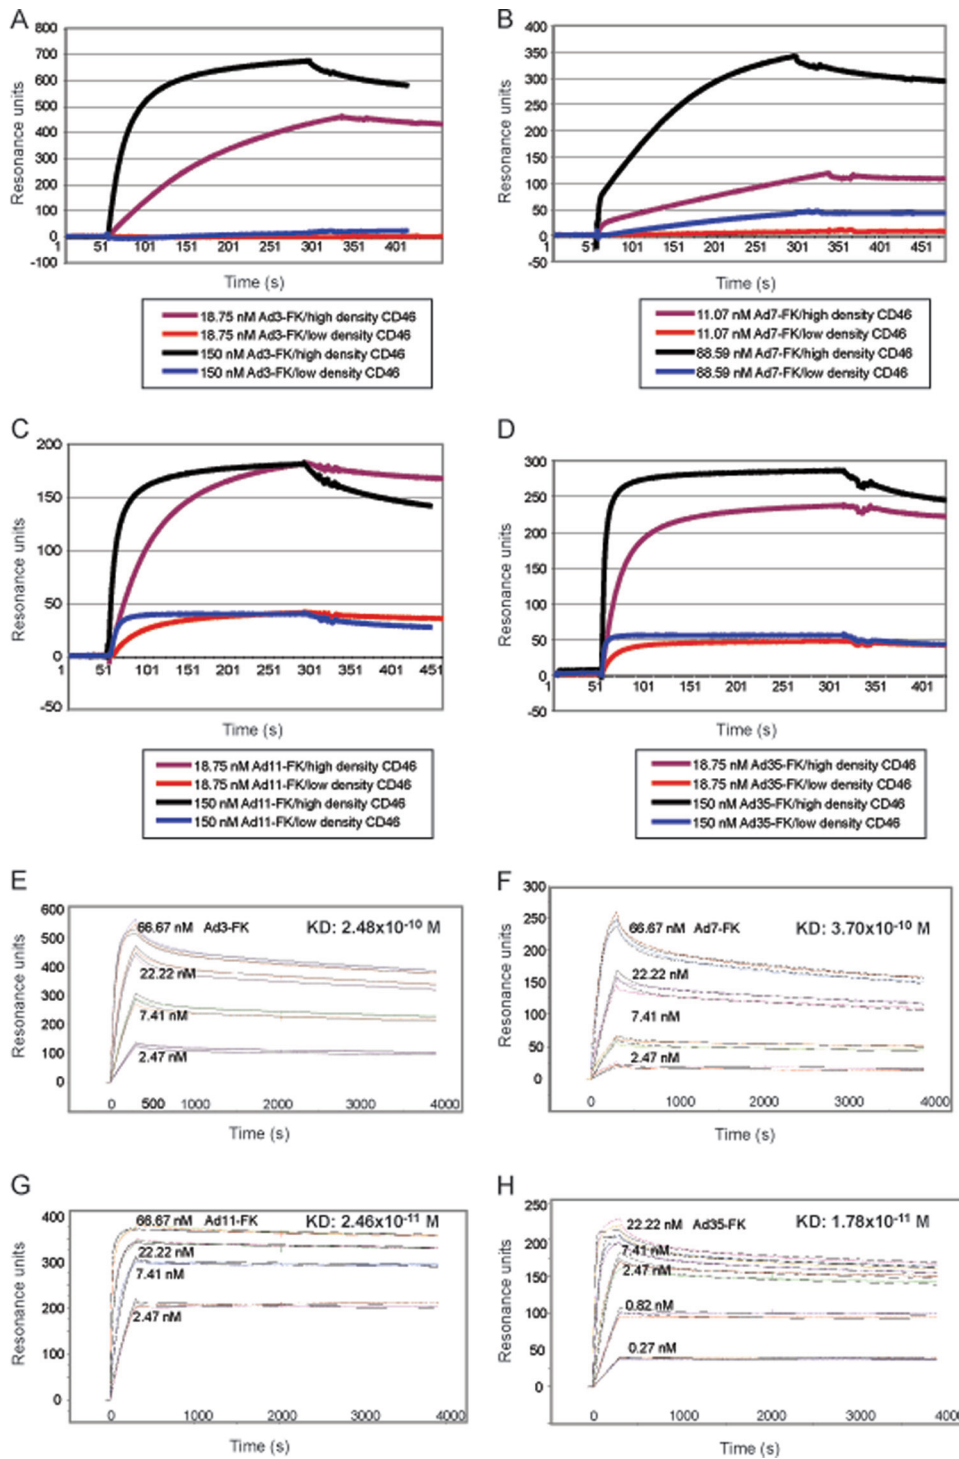 A
800
700
600
500
400
300
200
100
0
-100
Resonance units
1 51 101 151 201 251 301 351 401
Time (s)
18.75 nM Ad3-FK/high density CD46
18.75 nM Ad3-FK/low density CD46
150 nM Ad3-FK/high density CD46
150 nM Ad3-FK/low density CD46
B
400
350
300
250
200
150
100
50
0
-50
Resonance units
1 51 101 151 201 251 301 351 401 451
Time (s)
11.07 nM Ad7-FK/high density CD46
11.07 nM Ad7-FK/low density CD46
88.59 nM Ad7-FK/high density CD46
88.59 nM Ad7-FK/low density CD46
C
200
150
100
50
0
-50
Resonance units
1 51 101 151 201 251 301 351 401 451
Time (s)
18.75 nM Ad11-FK/high density CD46
18.75 nM Ad11-FK/low density CD46
150 nM Ad11-FK/high density CD46
150 nM Ad11-FK/low density CD46
D
300
250
200
150
100
50
0
-50
Resonance units
1 51 101 151 201 251 301 351 401
Time (s)
18.75 nM Ad35-FK/high density CD46
18.75 nM Ad35-FK/low density CD46
150 nM Ad35-FK/high density CD46
150 nM Ad35-FK/low density CD46
E
600
500
400
300
200
100
0
Resonance units
66.67 nM Ad3-FK KD: 2.48x10-10 M
22.22 nM
7.41 nM
2.47 nM
0 500 1000 2000 3000 4000
Time (s)
F
300
250
200
150
100
50
0
Resonance units
66.67 nM Ad7-FK KD: 3.70x10-10 M
22.22 nM
7.41 nM
2.47 nM
0 1000 2000 3000 4000
Time (s)
G
400
300
200
100
0
Resonance units
66.67 nM Ad11-FK KD: 2.46x10-11 M
22.22 nM
7.41 nM
2.47 nM
0 1000 2000 3000 4000
Time (s)
H
250
200
150
100
50
0
Resonance units
22.22 nM Ad35-FK KD: 1.78x10-11 M
7.41 nM
2.47 nM
0.82 nM
0.27 nM
0 1000 2000 3000 4000
Time (s)